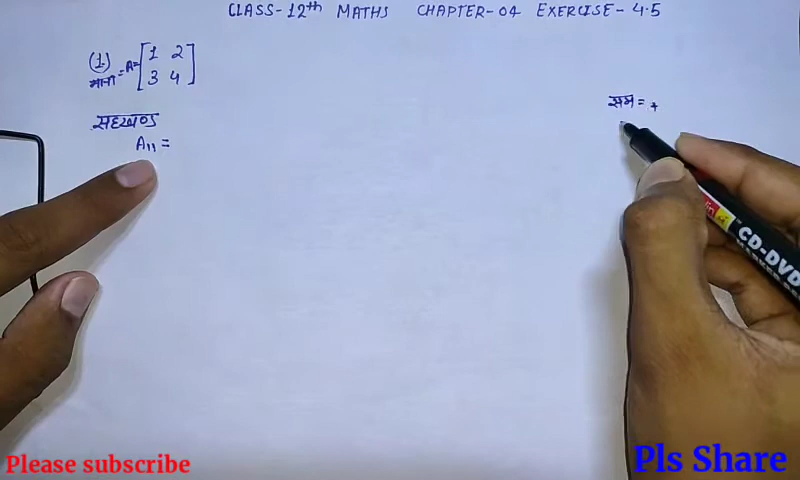 CLASS-12th MATHS CHAPTER-04 EXERCISE-4.5
(1)
माना = A = [1 2
3 4]
सहखण्ड
A11 =
सम = +
CD-DVD
Please subscribe
Pls Share